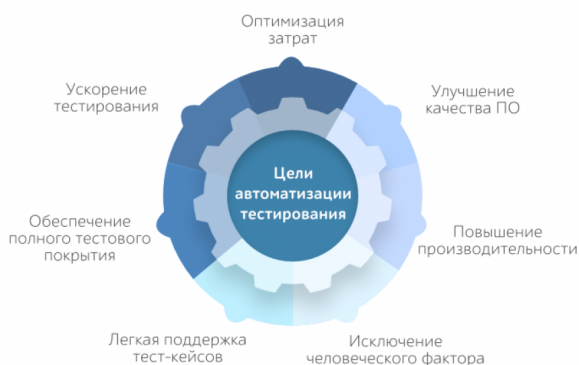 Оптимизация
затрат
Ускорение
тестирования
Улучшение
качества ПО
Цели
автоматизации
тестирования
Обеспечение
полного тестового
покрытия
Повышение
производительности
Легкая поддержка
тест-кейсов
Исключение
человеческого фактора